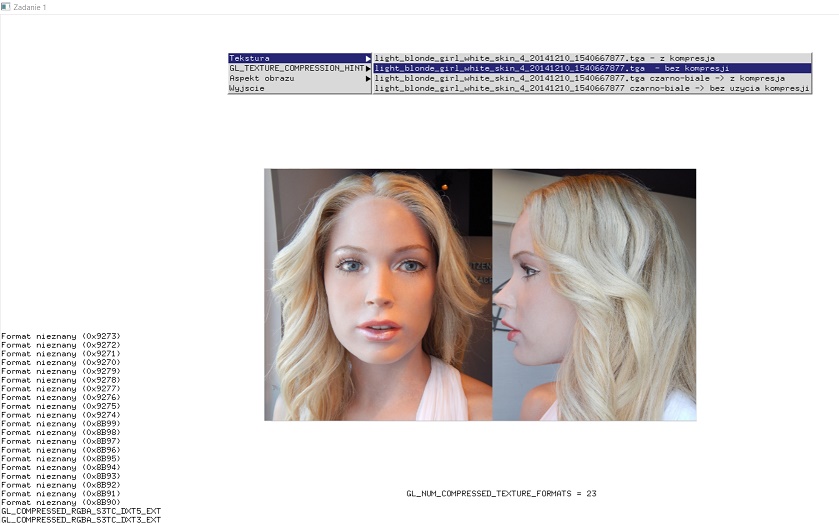 Zadanie 1
Tekstura
GL_TEXTURE_COMPRESSION_HINT
Aspekt obrazu
Wyjscie
light_blonde_girl_white_skin_4_20141210_1540667877.tga - z kompresja
light_blonde_girl_white_skin_4_20141210_1540667877.tga  - bez kompresji
light_blonde_girl_white_skin_4_20141210_1540667877.tga czarno-biale -> z kompresja
light_blonde_girl_white_skin_4_20141210_1540667877 czarno-biale -> bez uzycia kompresji
Format nieznany (0x9273)
Format nieznany (0x9272)
Format nieznany (0x9271)
Format nieznany (0x9270)
Format nieznany (0x9279)
Format nieznany (0x9278)
Format nieznany (0x9277)
Format nieznany (0x9276)
Format nieznany (0x9275)
Format nieznany (0x9274)
Format nieznany (0x8B99)
Format nieznany (0x8B98)
Format nieznany (0x8B97)
Format nieznany (0x8B96)
Format nieznany (0x8B95)
Format nieznany (0x8B94)
Format nieznany (0x8B93)
Format nieznany (0x8B92)
Format nieznany (0x8B91)
Format nieznany (0x8B90)
GL_COMPRESSED_RGBA_S3TC_DXT5_EXT
GL_COMPRESSED_RGBA_S3TC_DXT3_EXT
GL_NUM_COMPRESSED_TEXTURE_FORMATS = 23